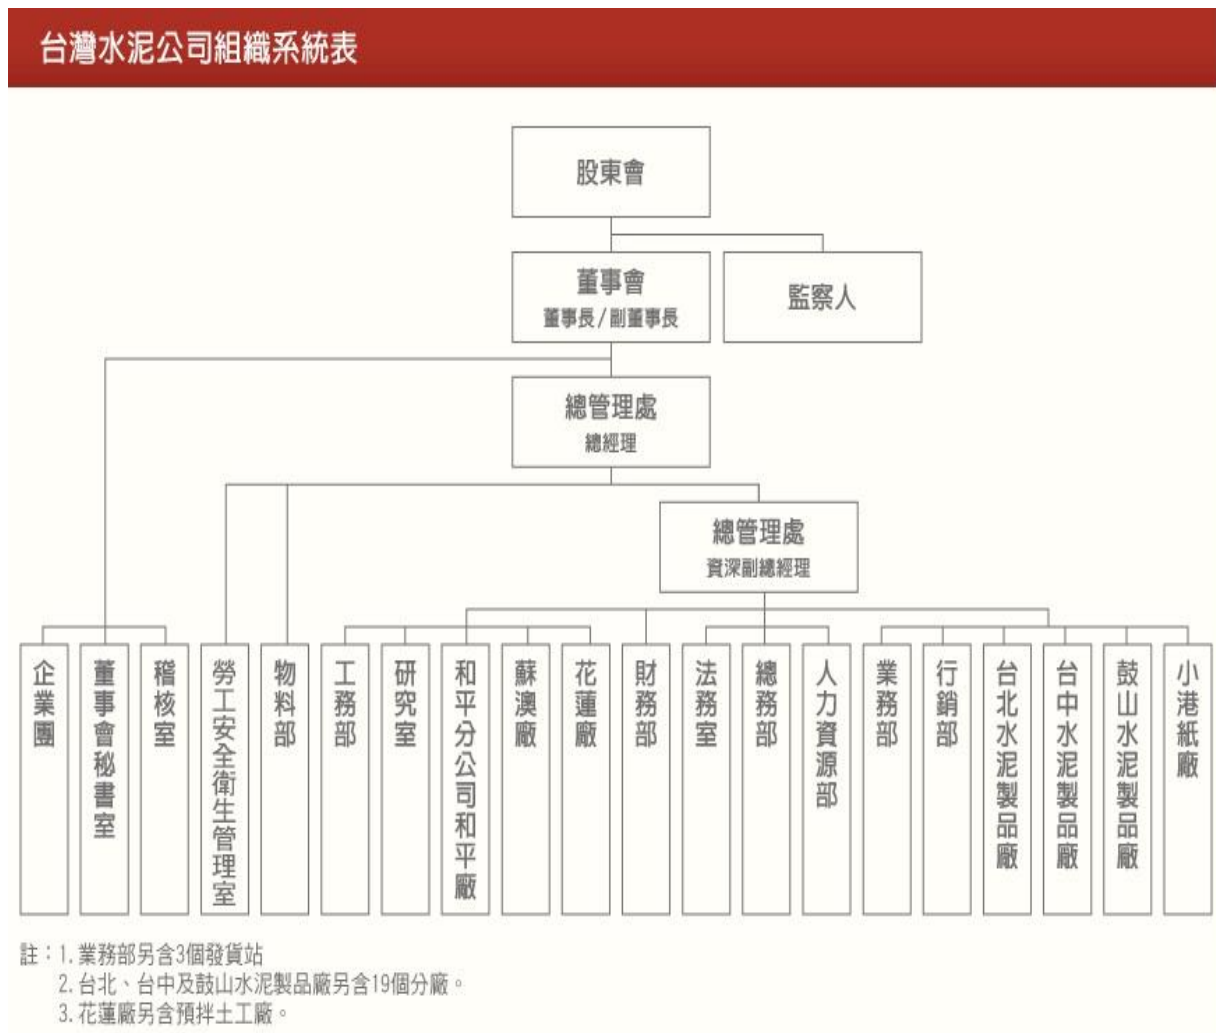 台灣水泥公司組織系統表
股東會
董事會
董事長/副董事長
監察人
總管理處
總經理
總管理處
資深副總經理
企業團
董事會秘書室
稽核室
勞工安全衛生管理室
物料部
工務部
研究室
和平分公司和平廠
蘇澳廠
花蓮廠
財務部
法務室
總務部
人力資源部
業務部
行銷部
台北水泥製品廠
台中水泥製品廠
鼓山水泥製品廠
小港紙廠
註：1. 業務部另含3個發貨站
2. 台北、台中及鼓山水泥製品廠另含19個分廠。
3. 花蓮廠另含預拌土工廠。